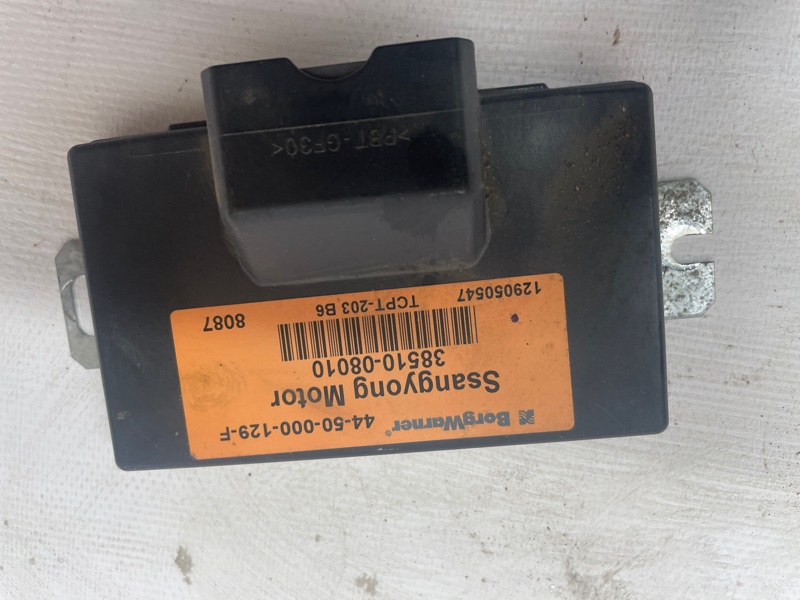 BorgWarner® 44-50-000-129-F
Ssangyong Motor
38510-08010
129050547 TCPT-203 B6 8087
>PBT-GF30<